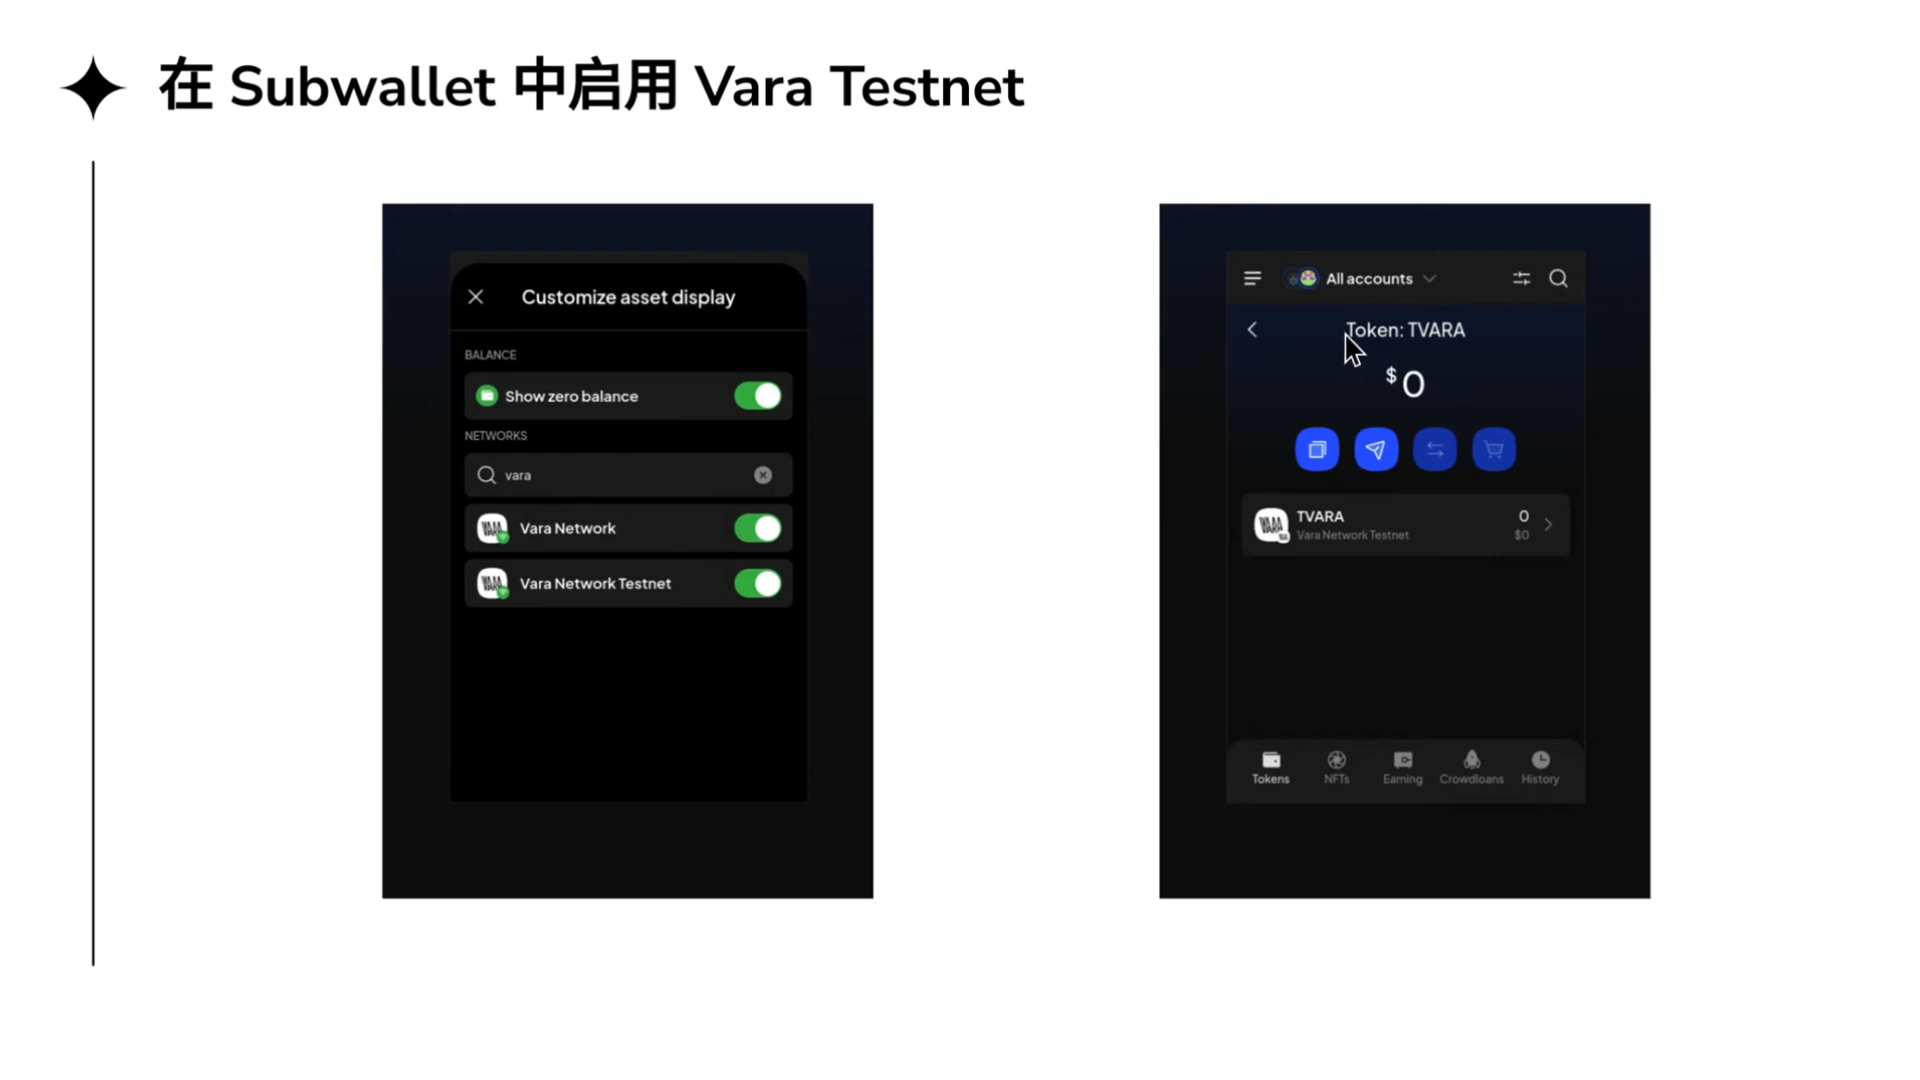 在 Subwallet 中启用 Vara Testnet
Customize asset display
BALANCE
Show zero balance
NETWORKS
vara
Vara Network
Vara Network Testnet
All accounts
Token: TVARA
$ 0
TVARA 0
Vara Network Testnet $0
Tokens NFTs Earning Crowdloans History